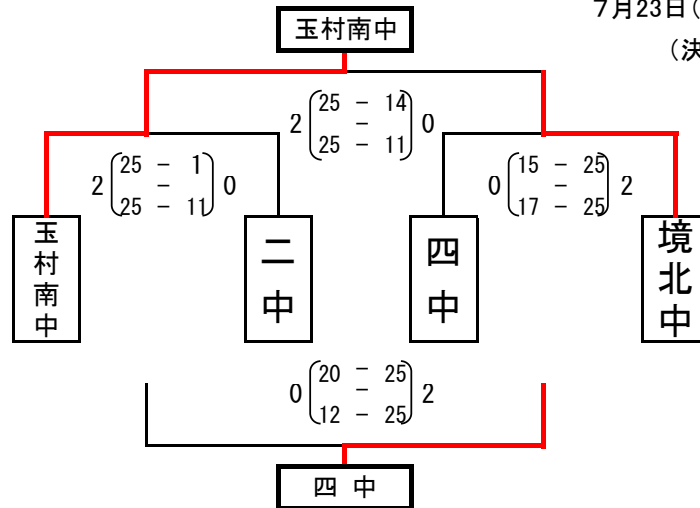 7月23日(
(決
玉村南中
2 25 - 14 0
-
25 - 11
2 25 - 1 0
-
25 - 11
0 15 - 25 2
-
17 - 25
玉村南中
二中
四中
境北中
0 20 - 25 2
-
12 - 25
四 中